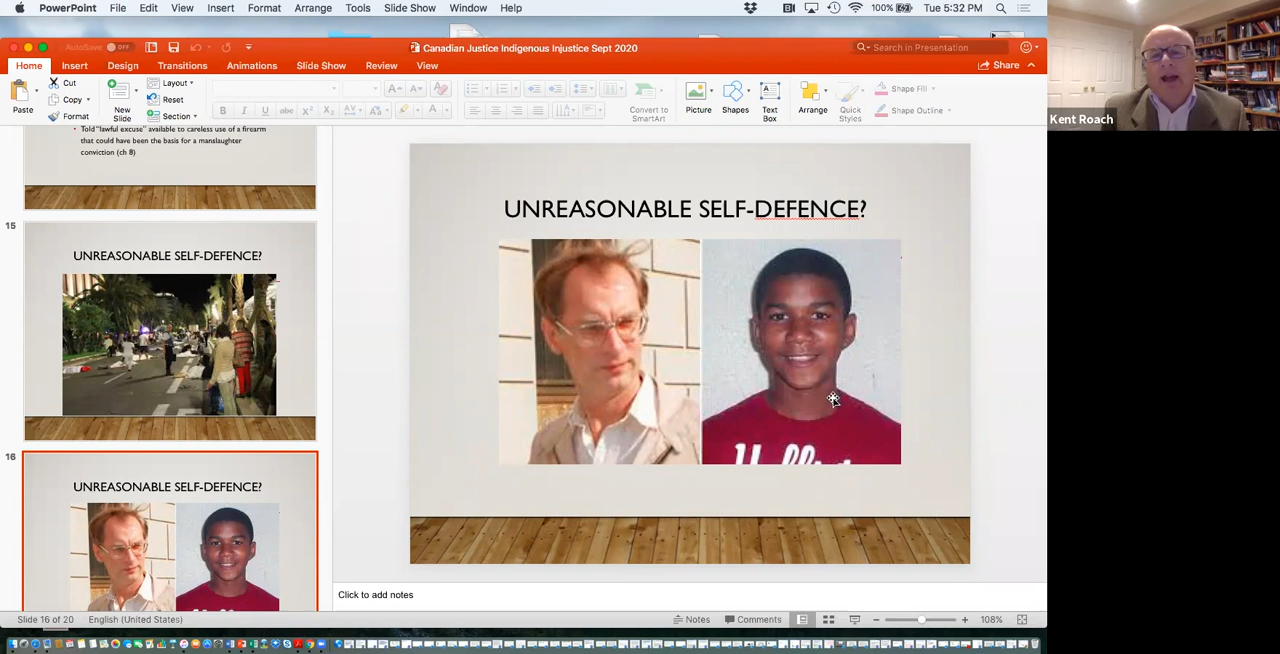 PowerPoint File Edit View Insert Format Arrange Tools Slide Show Window Help 100% Tue 5:32 PM
AutoSave OFF Canadian Justice Indigenous Injustice Sept 2020 Search in Presentation
Home Insert Design Transitions Animations Slide Show Review View Share
Paste Cut Copy Format
New Slide Layout Reset Section
B I U abc
Convert to SmartArt
Picture Shapes Text Box Arrange Quick Styles Shape Fill Shape Outline
Kent Roach
Told "lawful excuse" available to careless use of a firearm
that could have been the basis for a manslaughter
conviction (ch 8)
15
UNREASONABLE SELF-DEFENCE?
16
UNREASONABLE SELF-DEFENCE?
UNREASONABLE SELF-DEFENCE?
Click to add notes
Slide 16 of 20 English (United States) Notes Comments 108%